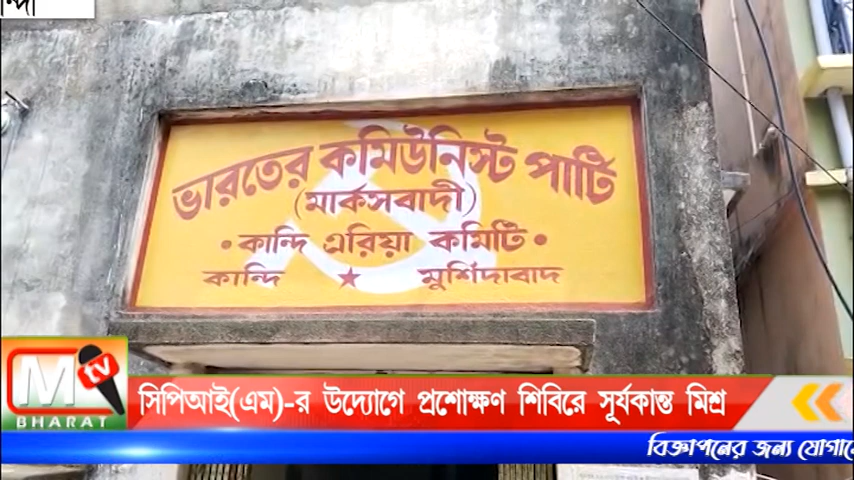 ন্দী
ভারতের কমিউনিস্ট পার্টি
(মার্কসবাদী)
• কান্দি এরিয়া কমিটি •
কান্দি ★ মুর্শিদাবাদ
M tv
BHARAT
সিপিআই(এম)-র উদ্যোগে প্রশোক্ষণ শিবিরে সূর্যকান্ত মিশ্র
বিজ্ঞাপনের জন্য যোগাযো